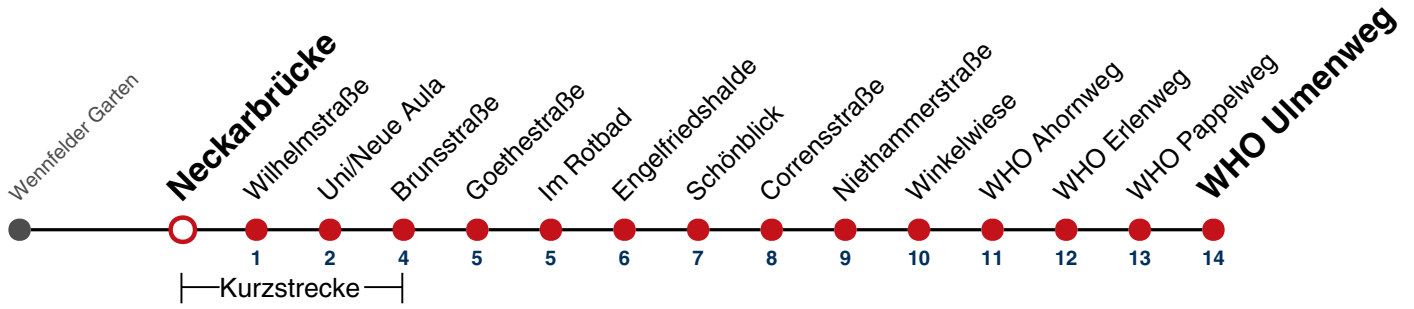 Wennfelder Garten
Neckarbrücke
Wilhelmstraße
Uni/Neue Aula
Brunsstraße
Goethestraße
Im Rotbad
Engelfriedshalde
Schönblick
Corrensstraße
Niethammerstraße
Winkelwiese
WHO Ahornweg
WHO Erlenweg
WHO Pappelweg
WHO Ulmenweg
1 2 4 5 5 6 7 8 9 10 11 12 13 14
Kurzstrecke